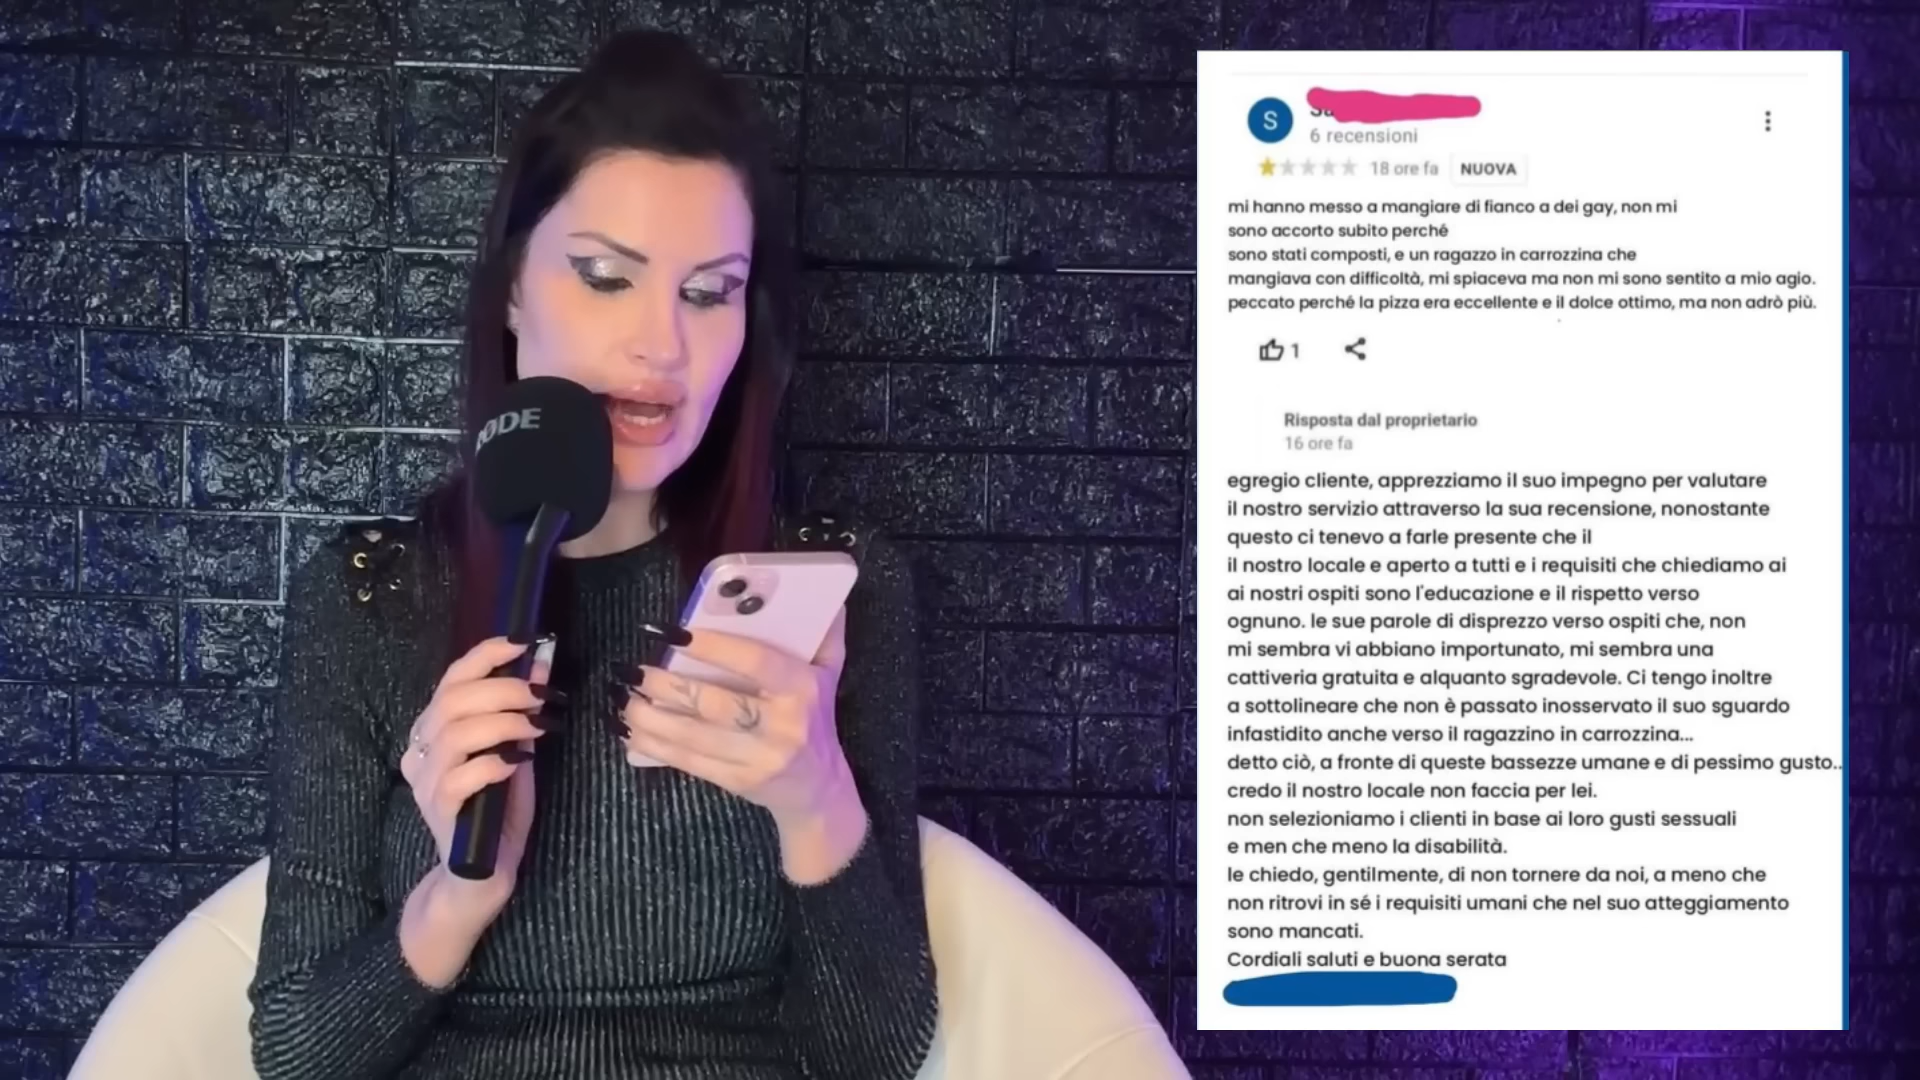 RØDE
S
6 recensioni
18 ore fa NUOVA
mi hanno messo a mangiare di fianco a dei gay, non mi
sono accorto subito perché
sono stati composti, e un ragazzo in carrozzina che
mangiava con difficoltà, mi spiaceva ma non mi sono sentito a mio agio.
peccato perché la pizza era eccellente e il dolce ottimo, ma non adrò più.
1
Risposta dal proprietario
16 ore fa
egregio cliente, apprezziamo il suo impegno per valutare
il nostro servizio attraverso la sua recensione, nonostante
questo ci tenevo a farle presente che il
il nostro locale e aperto a tutti e i requisiti che chiediamo ai
ai nostri ospiti sono l'educazione e il rispetto verso
ognuno. le sue parole di disprezzo verso ospiti che, non
mi sembra vi abbiano importunato, mi sembra una
cattiveria gratuita e alquanto sgradevole. Ci tengo inoltre
a sottolineare che non è passato inosservato il suo sguardo
infastidito anche verso il ragazzino in carrozzina...
detto ciò, a fronte di queste bassezze umane e di pessimo gusto..
credo il nostro locale non faccia per lei.
non selezioniamo i clienti in base ai loro gusti sessuali
e men che meno la disabilità.
le chiedo, gentilmente, di non tornere da noi, a meno che
non ritrovi in sé i requisiti umani che nel suo atteggiamento
sono mancati.
Cordiali saluti e buona serata